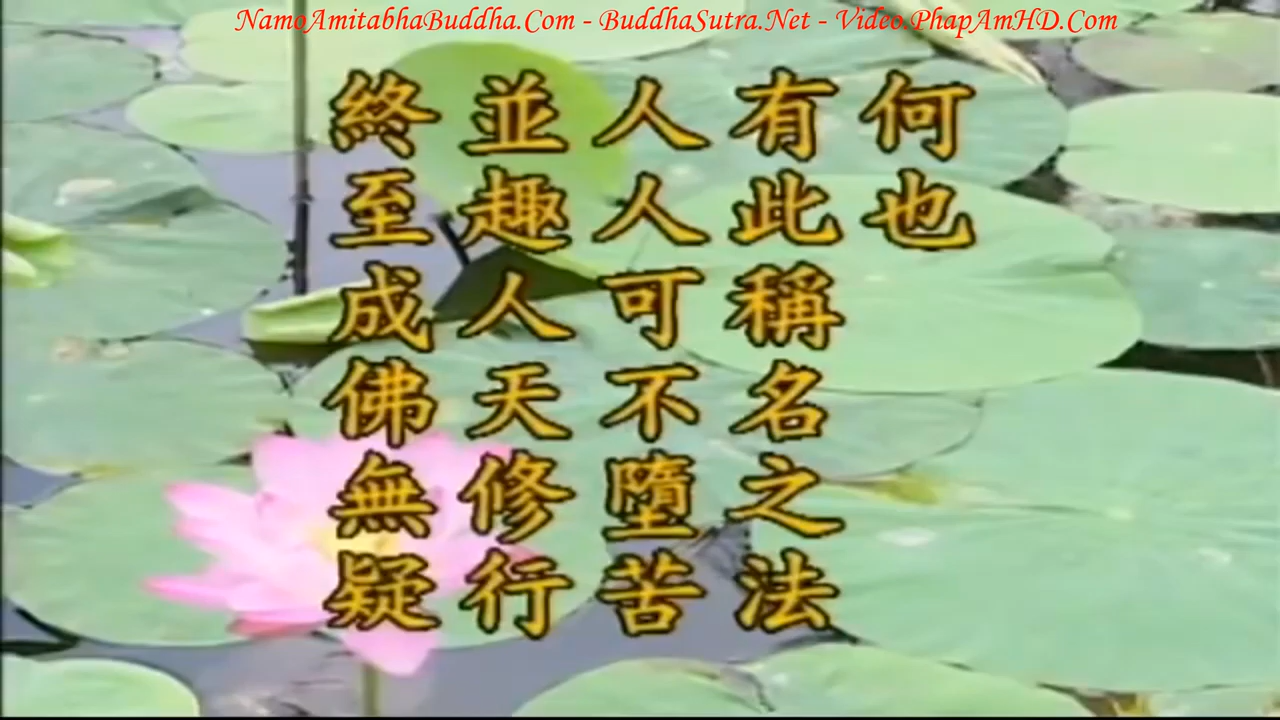 NamoAmitabhaBuddha.Com - BuddhaSutra.Net - Video.PhapAmHD.Com
何也
有此稱名之法
人人可不墮苦
並趣人天修行
終至成佛無疑